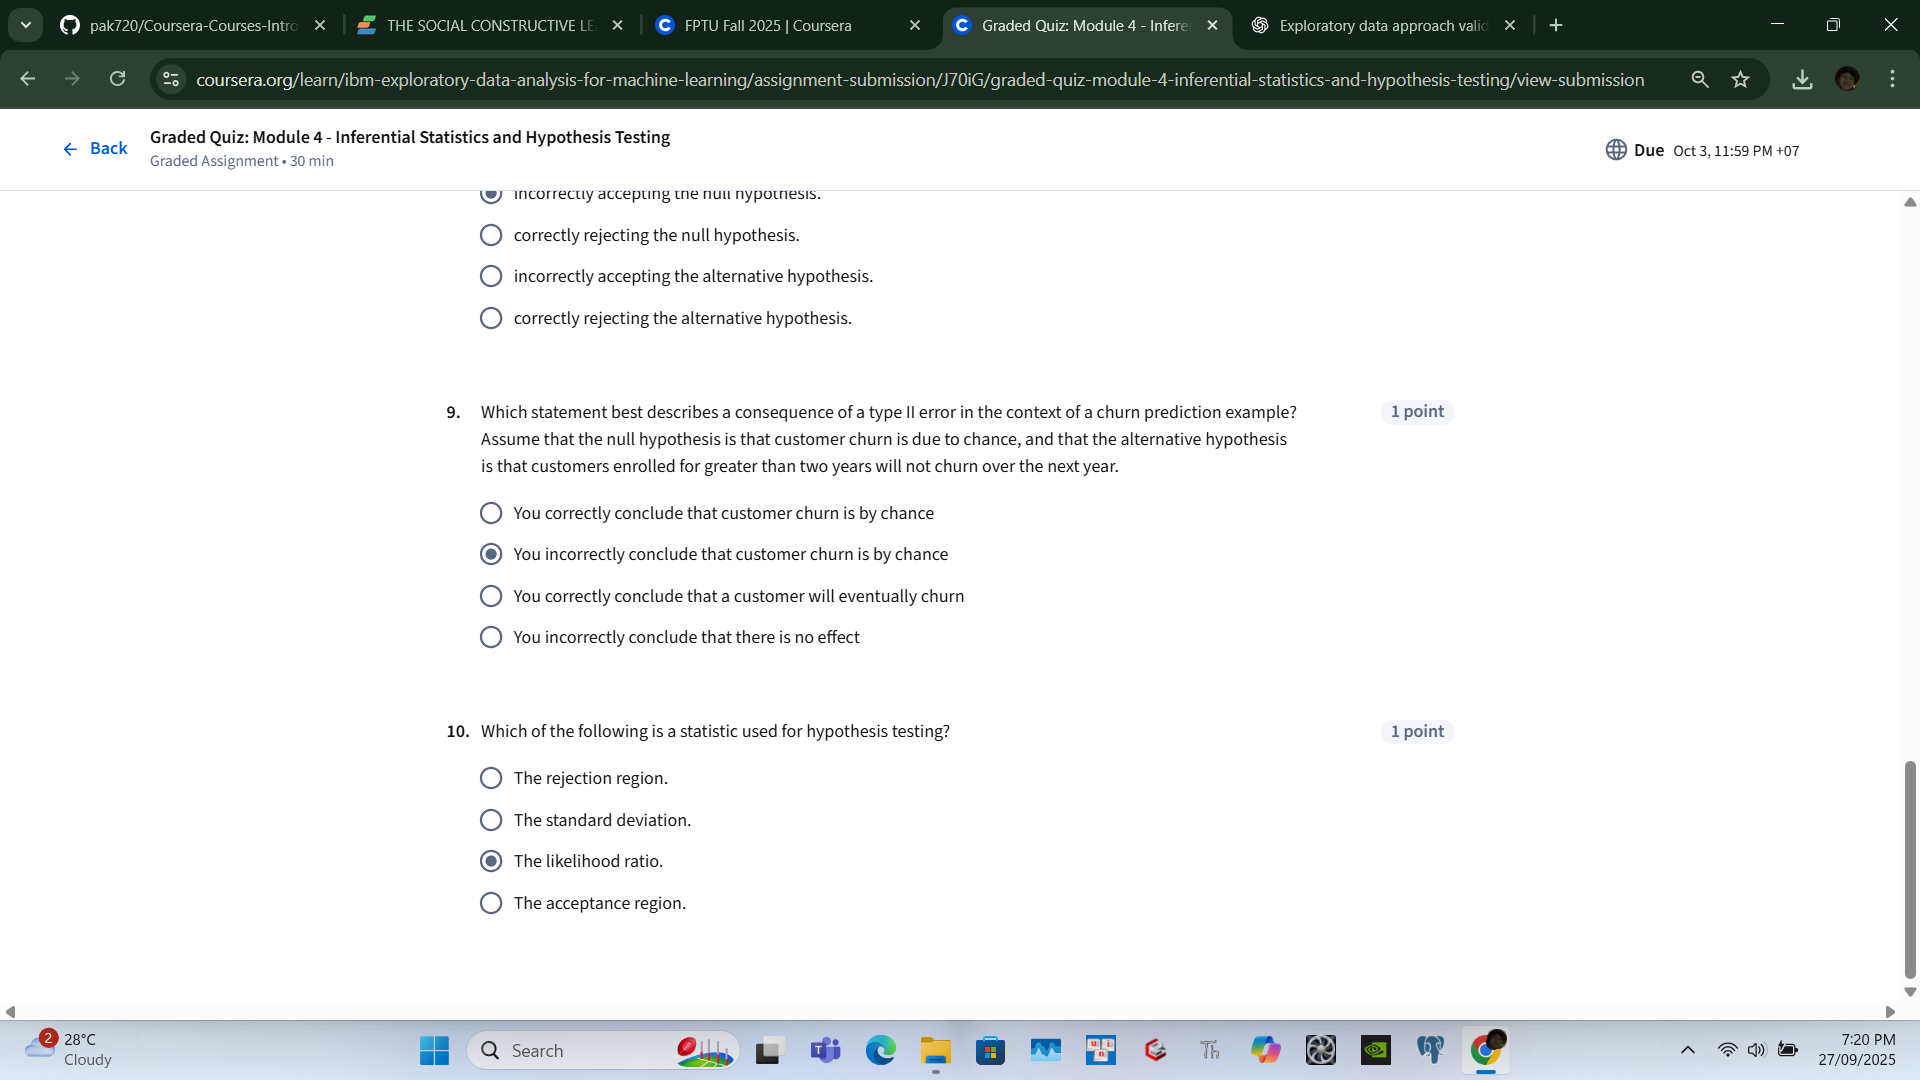 pak720/Coursera-Courses-Intro
THE SOCIAL CONSTRUCTIVE LE
FPTU Fall 2025 | Coursera
Graded Quiz: Module 4 - Infere
Exploratory data approach valid
coursera.org/learn/ibm-exploratory-data-analysis-for-machine-learning/assignment-submission/J70iG/graded-quiz-module-4-inferential-statistics-and-hypothesis-testing/view-submission
Back
Graded Quiz: Module 4 - Inferential Statistics and Hypothesis Testing
Graded Assignment • 30 min
Due Oct 3, 11:59 PM +07
incorrectly accepting the null hypothesis.
correctly rejecting the null hypothesis.
incorrectly accepting the alternative hypothesis.
correctly rejecting the alternative hypothesis.
9. Which statement best describes a consequence of a type II error in the context of a churn prediction example? 1 point
Assume that the null hypothesis is that customer churn is due to chance, and that the alternative hypothesis
is that customers enrolled for greater than two years will not churn over the next year.
You correctly conclude that customer churn is by chance
You incorrectly conclude that customer churn is by chance
You correctly conclude that a customer will eventually churn
You incorrectly conclude that there is no effect
10. Which of the following is a statistic used for hypothesis testing? 1 point
The rejection region.
The standard deviation.
The likelihood ratio.
The acceptance region.
2
28°C
Cloudy
Search
Th
7:20 PM
27/09/2025